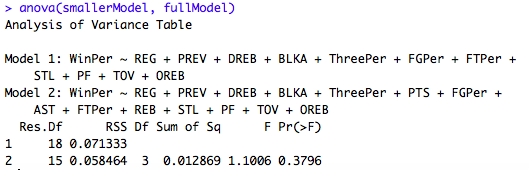 > anova(smallerModel, fullModel)
Analysis of Variance Table

Model 1: WinPer ~ REG + PREV + DREB + BLKA + ThreePer + FGPer + FTPer +
    STL + PF + TOV + OREB
Model 2: WinPer ~ REG + PREV + DREB + BLKA + ThreePer + PTS + FGPer +
    AST + FTPer + REB + STL + PF + TOV + OREB
  Res.Df      RSS Df Sum of Sq      F Pr(>F)
1     18 0.071333
2     15 0.058464  3  0.012869 1.1006 0.3796